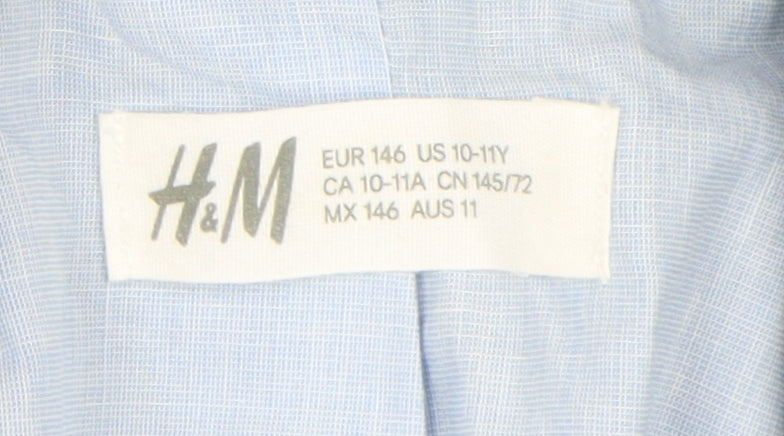 H&M
EUR 146 US 10-11Y
CA 10-11A CN 145/72
MX 146 AUS 11